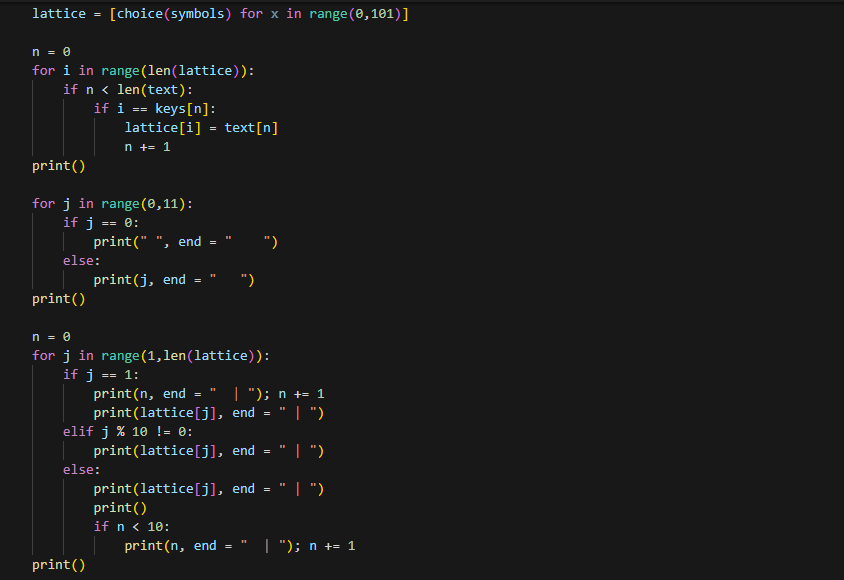 lattice = [choice(symbols) for x in range(0,101)]

n = 0
for i in range(len(lattice)):
    if n < len(text):
        if i == keys[n]:
            lattice[i] = text[n]
            n += 1
print()

for j in range(0,11):
    if j == 0:
        print(" ", end = "    ")
    else:
        print(j, end = "   ")
print()

n = 0
for j in range(1,len(lattice)):
    if j == 1:
        print(n, end = "  | "); n += 1
        print(lattice[j], end = " | ")
    elif j % 10 != 0:
        print(lattice[j], end = " | ")
    else:
        print(lattice[j], end = " | ")
        print()
        if n < 10:
            print(n, end = "  | "); n += 1
print()